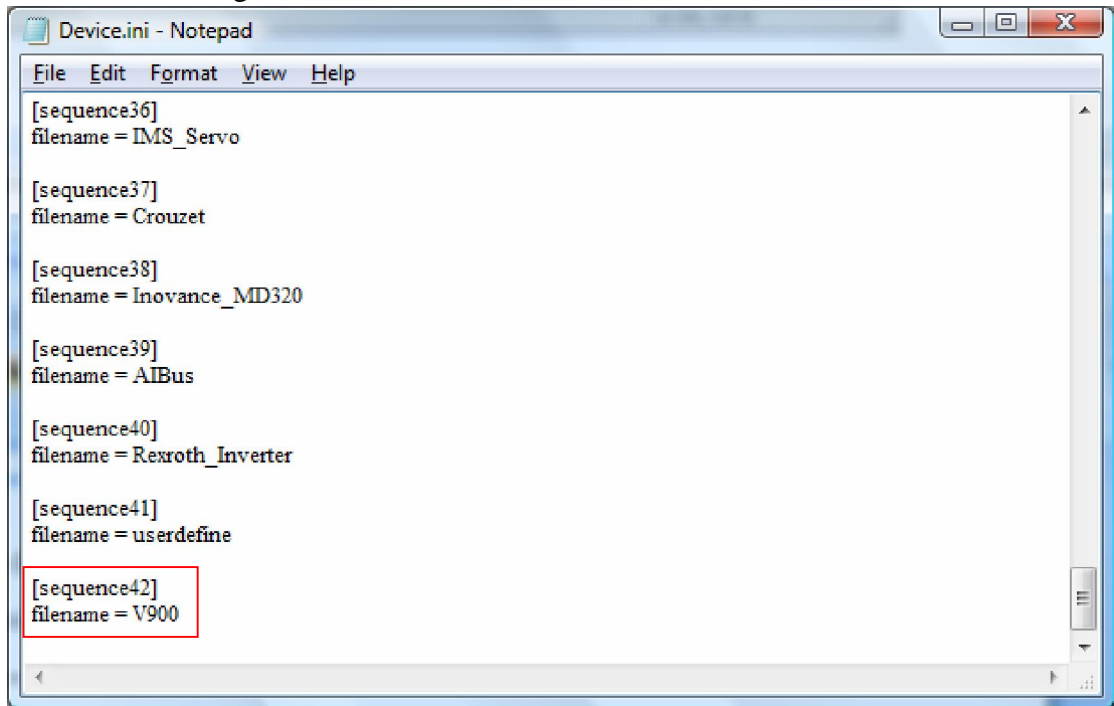 Device.ini - Notepad
File Edit Format View Help
[sequence36]
filename = IMS_Servo
[sequence37]
filename = Crouzet
[sequence38]
filename = Inovance_MD320
[sequence39]
filename = AIBus
[sequence40]
filename = Rexroth_Inverter
[sequence41]
filename = userdefine
[sequence42]
filename = V900